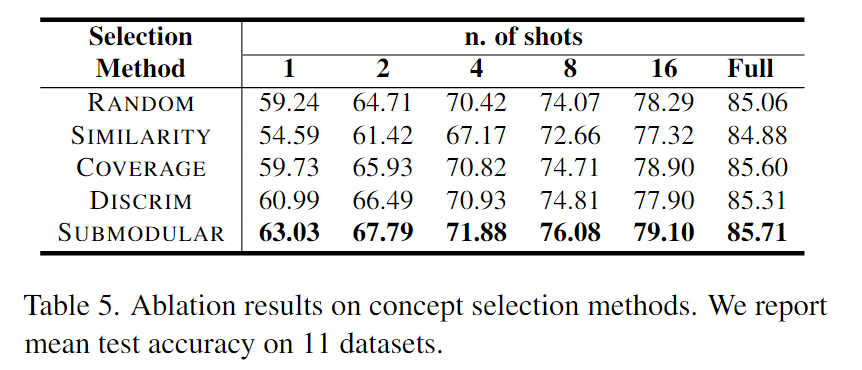 Selection n. of shots
Method 1 2 4 8 16 Full
RANDOM 59.24 64.71 70.42 74.07 78.29 85.06
SIMILARITY 54.59 61.42 67.17 72.66 77.32 84.88
COVERAGE 59.73 65.93 70.82 74.71 78.90 85.60
DISCRIM 60.99 66.49 70.93 74.81 77.90 85.31
SUBMODULAR 63.03 67.79 71.88 76.08 79.10 85.71
Table 5. Ablation results on concept selection methods. We report
mean test accuracy on 11 datasets.